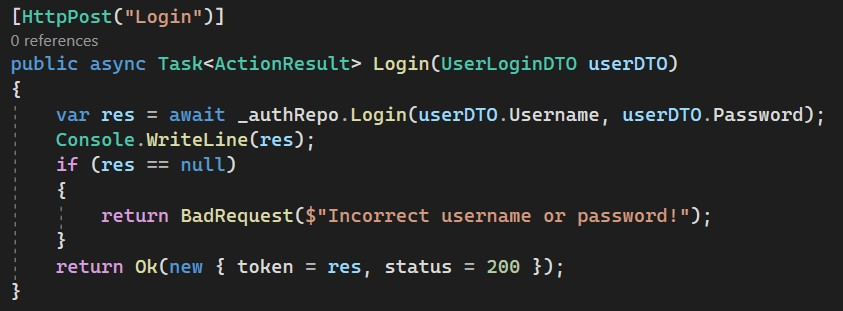 [HttpPost("Login")]
0 references
public async Task<ActionResult> Login(UserLoginDTO userDTO)
{
    var res = await _authRepo.Login(userDTO.Username, userDTO.Password);
    Console.WriteLine(res);
    if (res == null)
    {
        return BadRequest($"Incorrect username or password!");
    }
    return Ok(new { token = res, status = 200 });
}